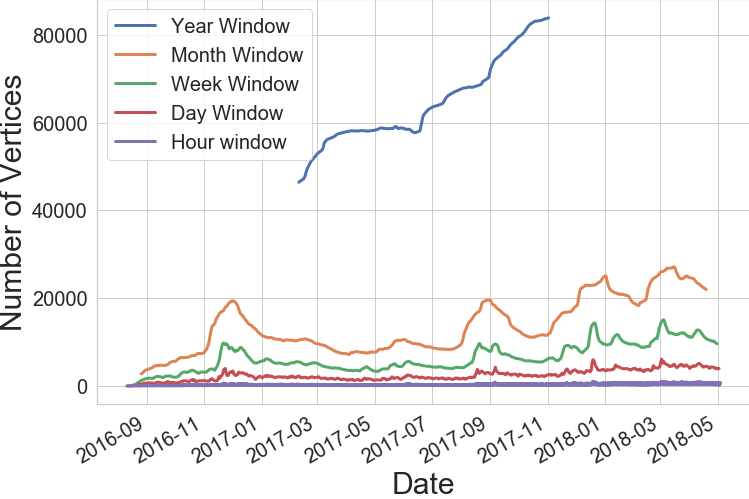 Year Window
Month Window
Week Window
Day Window
Hour window
Number of Vertices
80000
60000
40000
20000
0
2016-09
2016-11
2017-01
2017-03
2017-05
2017-07
2017-09
2017-11
2018-01
2018-03
2018-05
Date